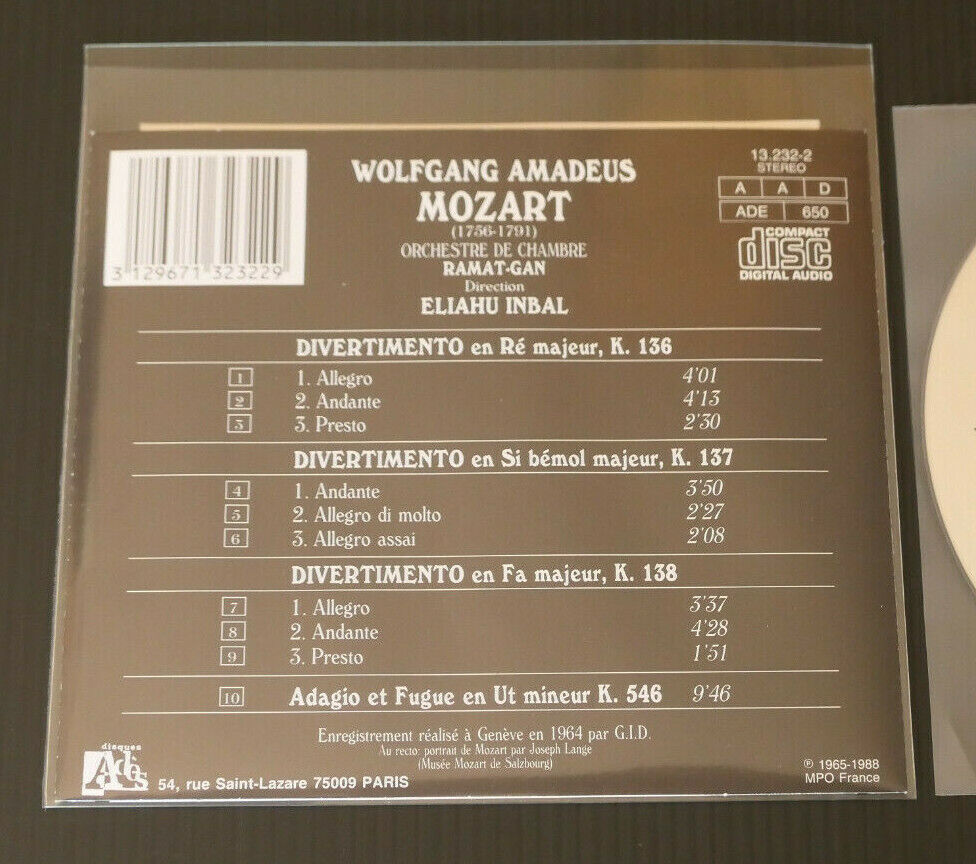 3 129671 323229
WOLFGANG AMADEUS
MOZART
(1756-1791)
ORCHESTRE DE CHAMBRE
RAMAT-GAN
Direction
ELIAHU INBAL
13.232-2
STEREO
A A D
ADE 650
COMPACT
disc
DIGITAL AUDIO
DIVERTIMENTO en Ré majeur, K. 136
1 1. Allegro 4'01
2 2. Andante 4'13
3 3. Presto 2'30
DIVERTIMENTO en Si bémol majeur, K. 137
4 1. Andante 3'50
5 2. Allegro di molto 2'27
6 3. Allegro assai 2'08
DIVERTIMENTO en Fa majeur, K. 138
7 1. Allegro 3'37
8 2. Andante 4'28
9 3. Presto 1'51
10 Adagio et Fugue en Ut mineur K. 546 9'46
Enregistrement réalisé à Genève en 1964 par G.I.D.
Au recto: portrait de Mozart par Joseph Lange
(Musée Mozart de Salzbourg)
disques
Adès
54, rue Saint-Lazare 75009 PARIS
℗ 1965-1988
MPO France